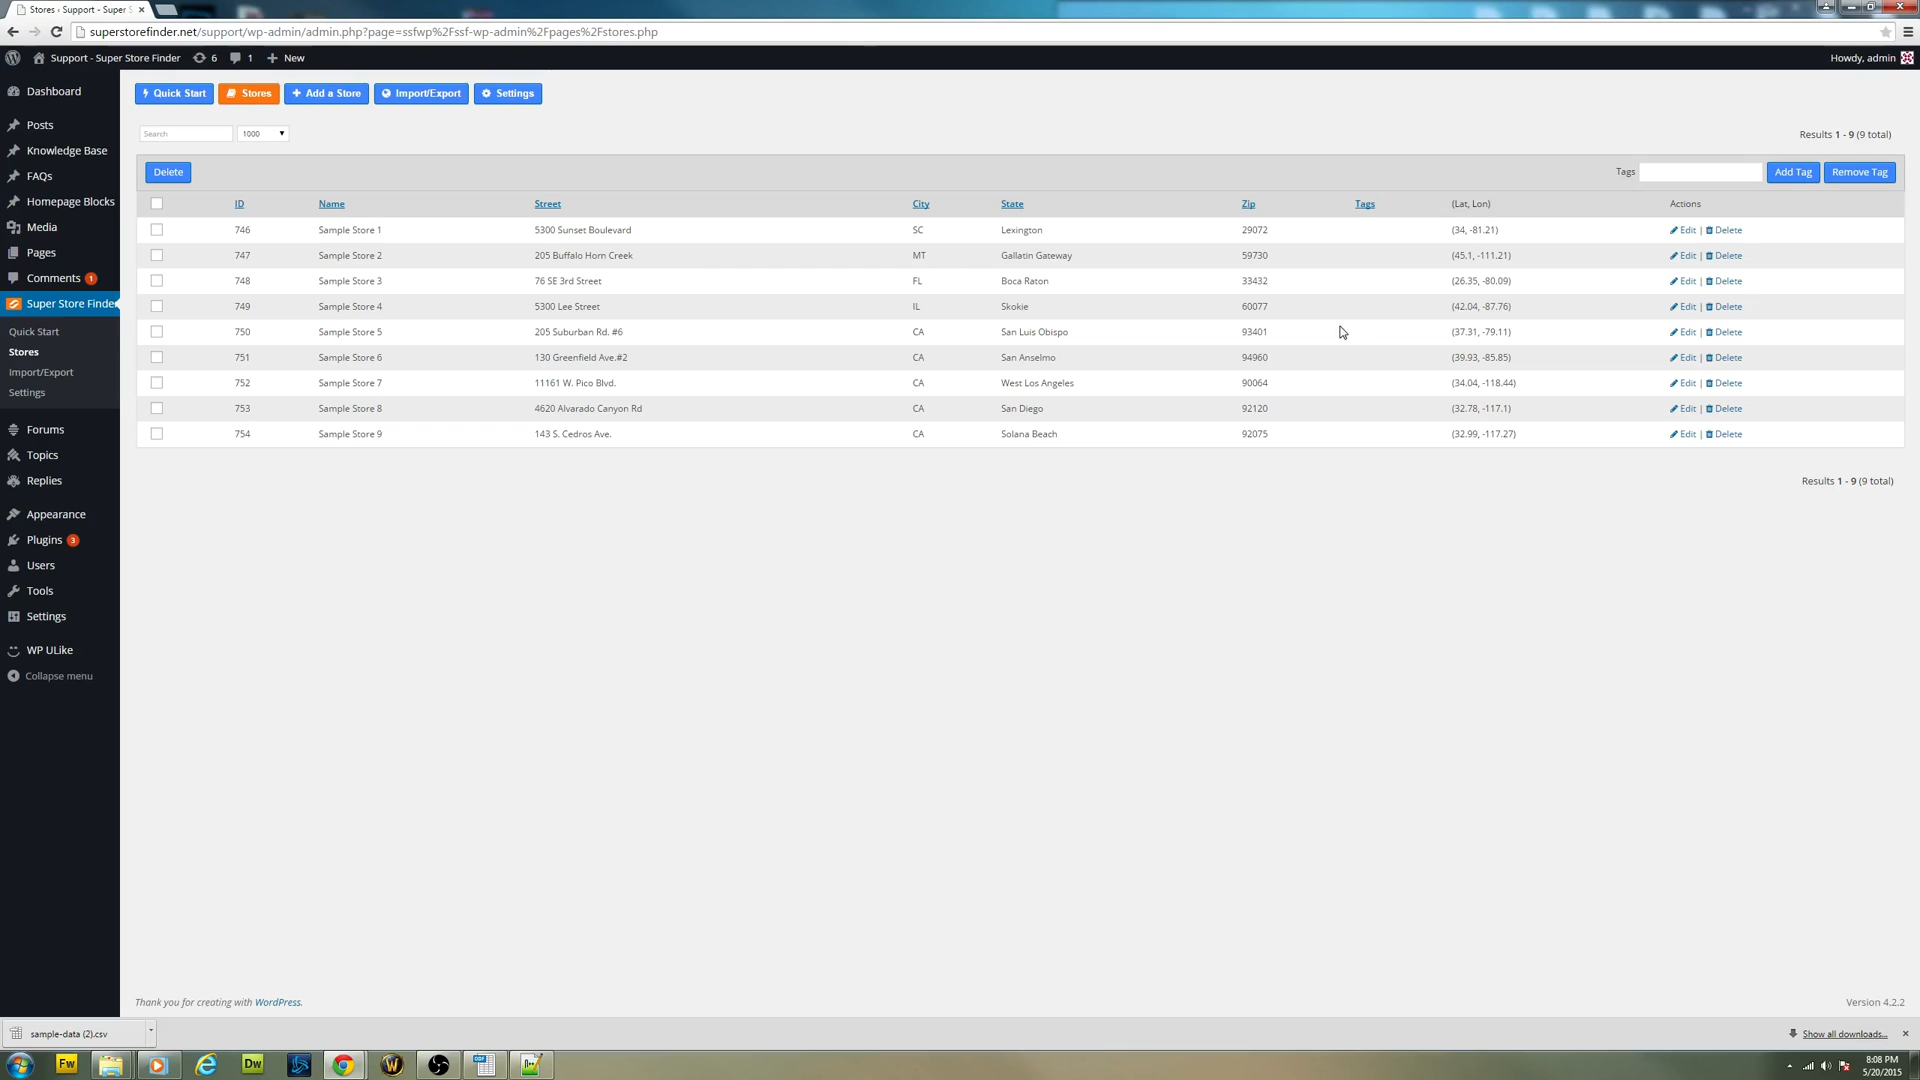 Stores ‹ Support - Super S
superstorefinder.net/support/wp-admin/admin.php?page=ssfwp%2Fssf-wp-admin%2Fpages%2Fstores.php
Support - Super Store Finder 6 1 New Howdy, admin
Dashboard
Posts
Knowledge Base
FAQs
Homepage Blocks
Media
Pages
Comments 1
Super Store Finde
Quick Start
Stores
Import/Export
Settings
Forums
Topics
Replies
Appearance
Plugins 3
Users
Tools
Settings
WP ULike
Collapse menu
Quick Start Stores Add a Store Import/Export Settings
Search 1000 Results 1 - 9 (9 total)
Delete Tags Add Tag Remove Tag
ID Name Street City State Zip Tags (Lat, Lon) Actions
746 Sample Store 1 5300 Sunset Boulevard SC Lexington 29072 (34, -81.21) Edit | Delete
747 Sample Store 2 205 Buffalo Horn Creek MT Gallatin Gateway 59730 (45.1, -111.21) Edit | Delete
748 Sample Store 3 76 SE 3rd Street FL Boca Raton 33432 (26.35, -80.09) Edit | Delete
749 Sample Store 4 5300 Lee Street IL Skokie 60077 (42.04, -87.76) Edit | Delete
750 Sample Store 5 205 Suburban Rd. #6 CA San Luis Obispo 93401 (37.31, -79.11) Edit | Delete
751 Sample Store 6 130 Greenfield Ave.#2 CA San Anselmo 94960 (39.93, -85.85) Edit | Delete
752 Sample Store 7 11161 W. Pico Blvd. CA West Los Angeles 90064 (34.04, -118.44) Edit | Delete
753 Sample Store 8 4620 Alvarado Canyon Rd CA San Diego 92120 (32.78, -117.1) Edit | Delete
754 Sample Store 9 143 S. Cedros Ave. CA Solana Beach 92075 (32.99, -117.27) Edit | Delete
Results 1 - 9 (9 total)
Thank you for creating with WordPress. Version 4.2.2
sample-data (2).csv Show all downloads...
Fw Dw W
8:08 PM
5/20/2015